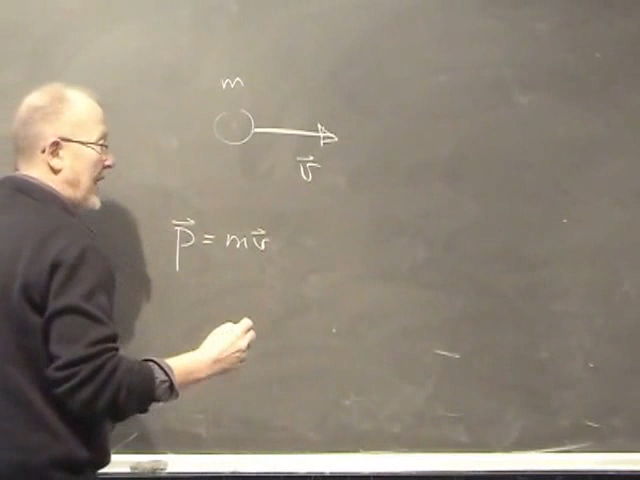 m
v⃗
p⃗ = mv⃗